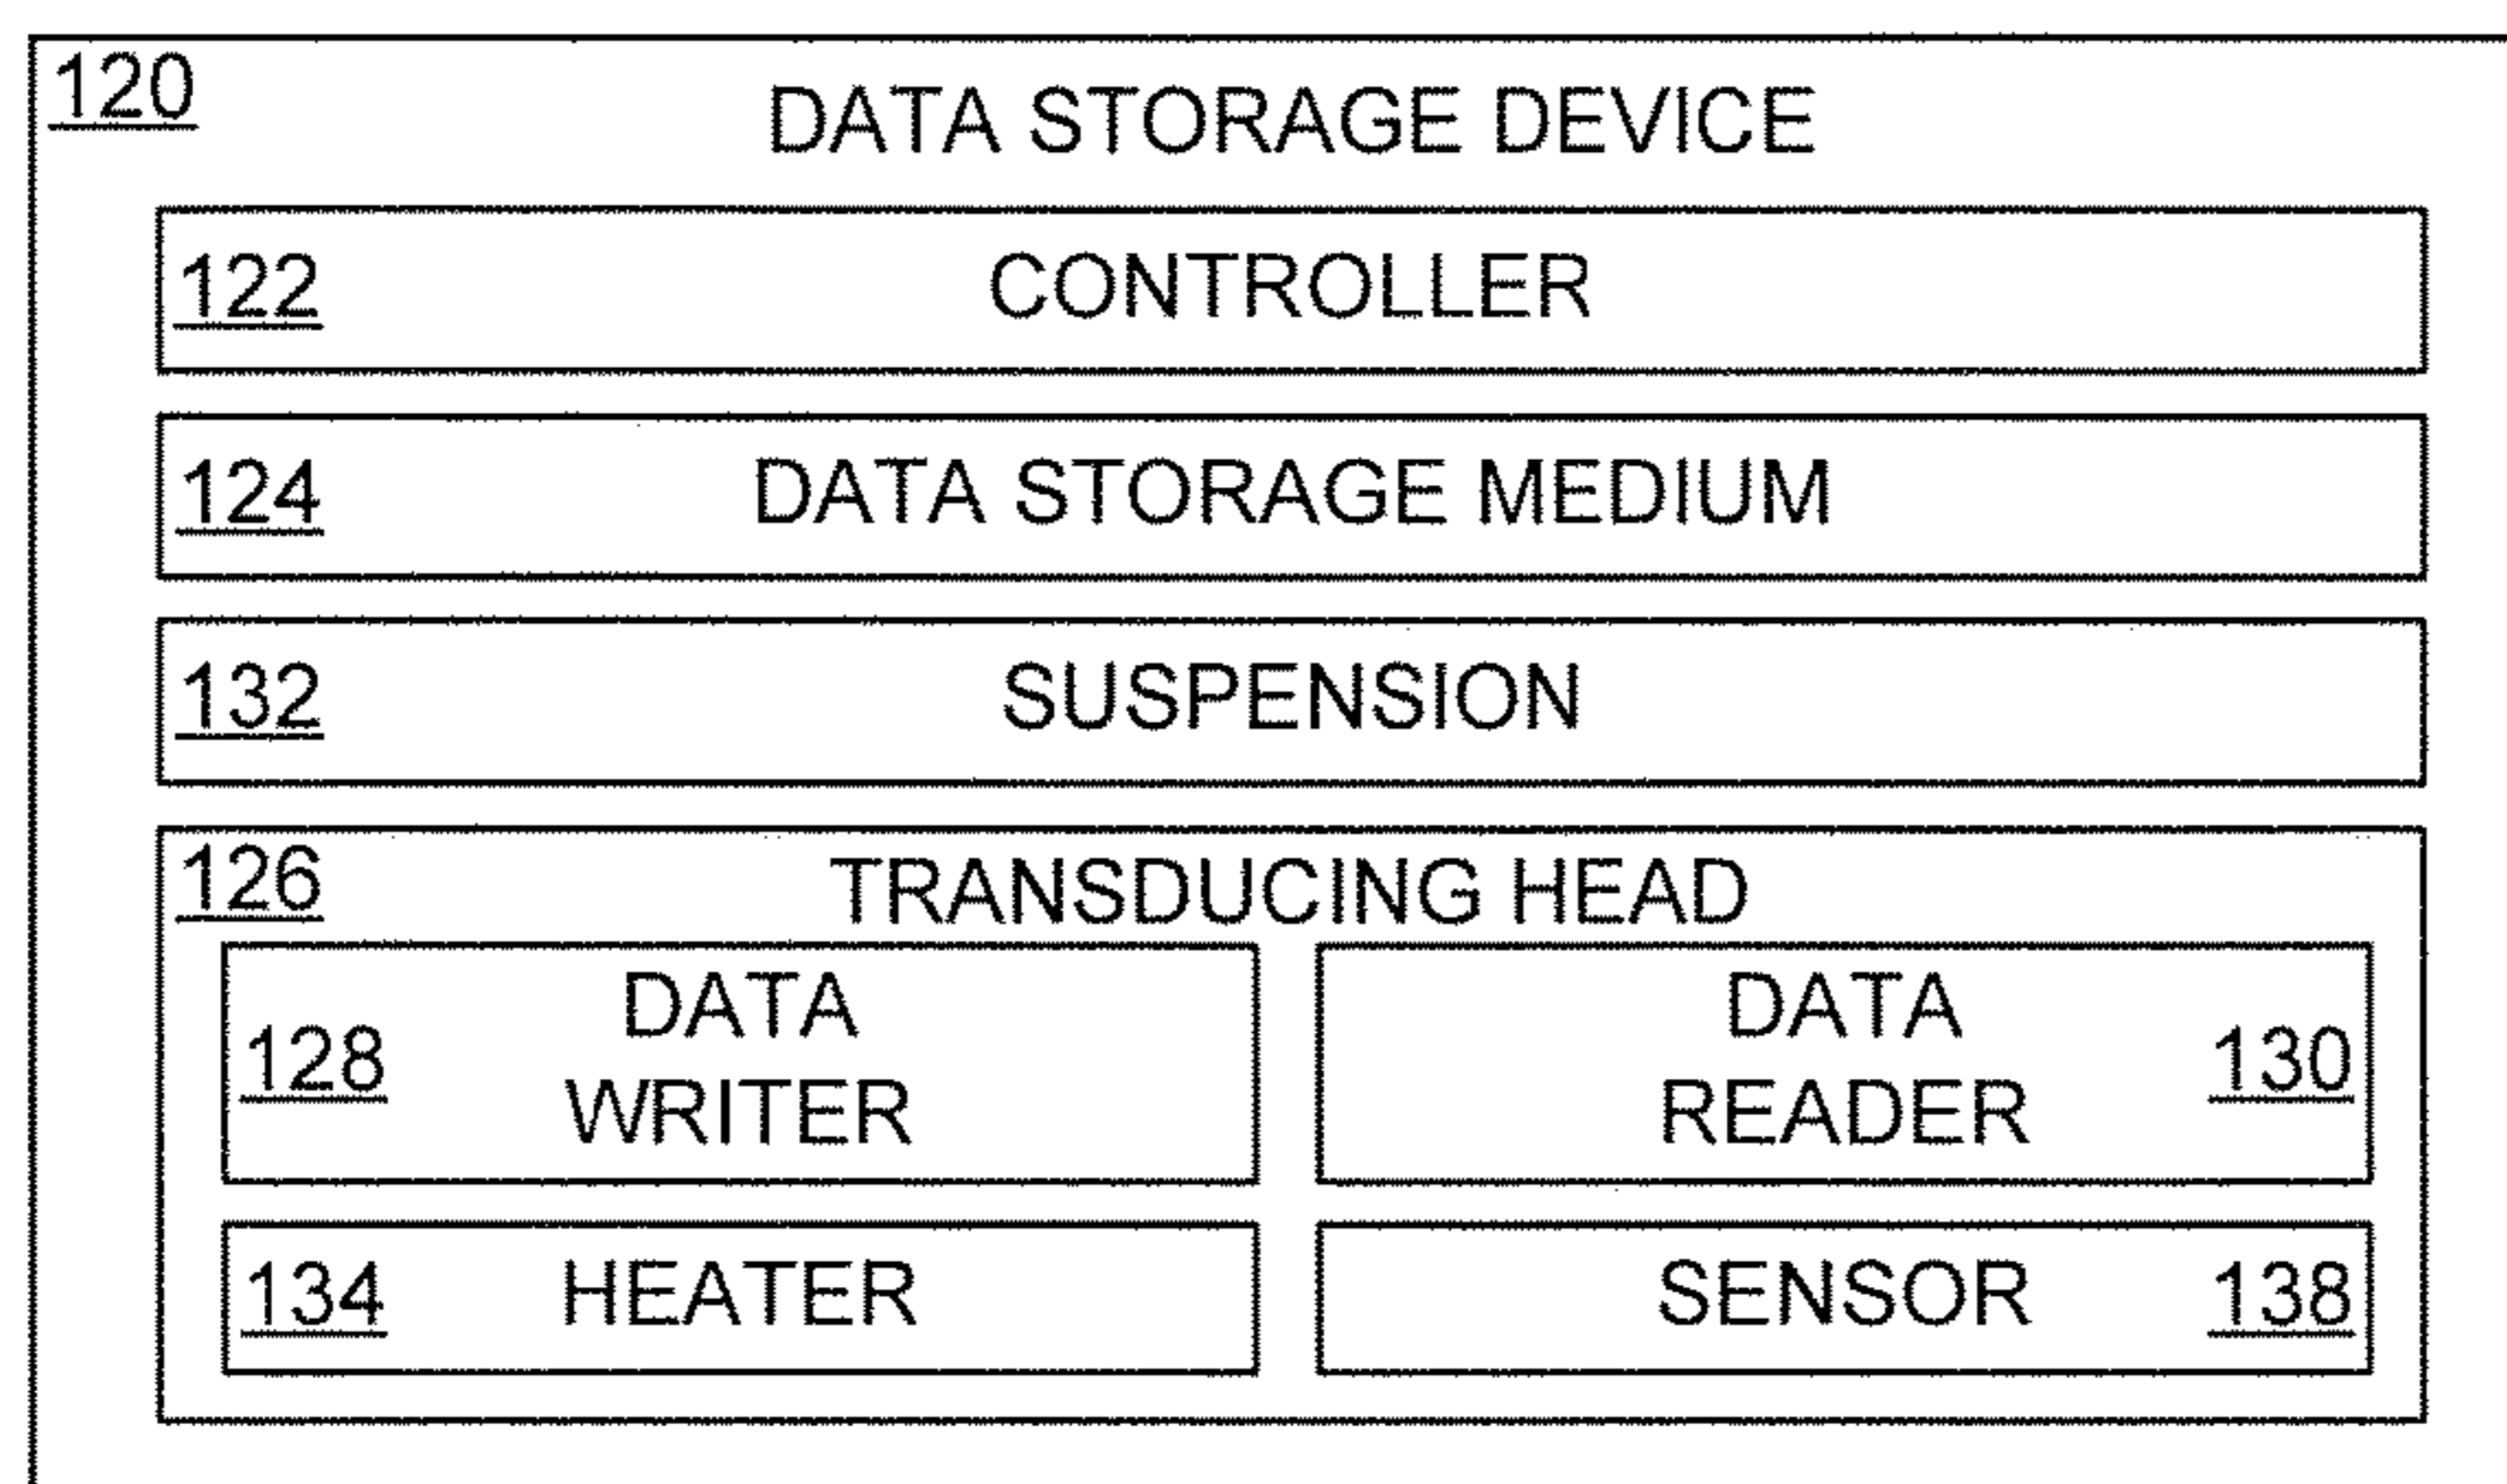 120
DATA STORAGE DEVICE
122 CONTROLLER
124 DATA STORAGE MEDIUM
132 SUSPENSION
126 TRANSDUCING HEAD
128 DATA
WRITER
DATA 130
READER
134 HEATER
SENSOR 138